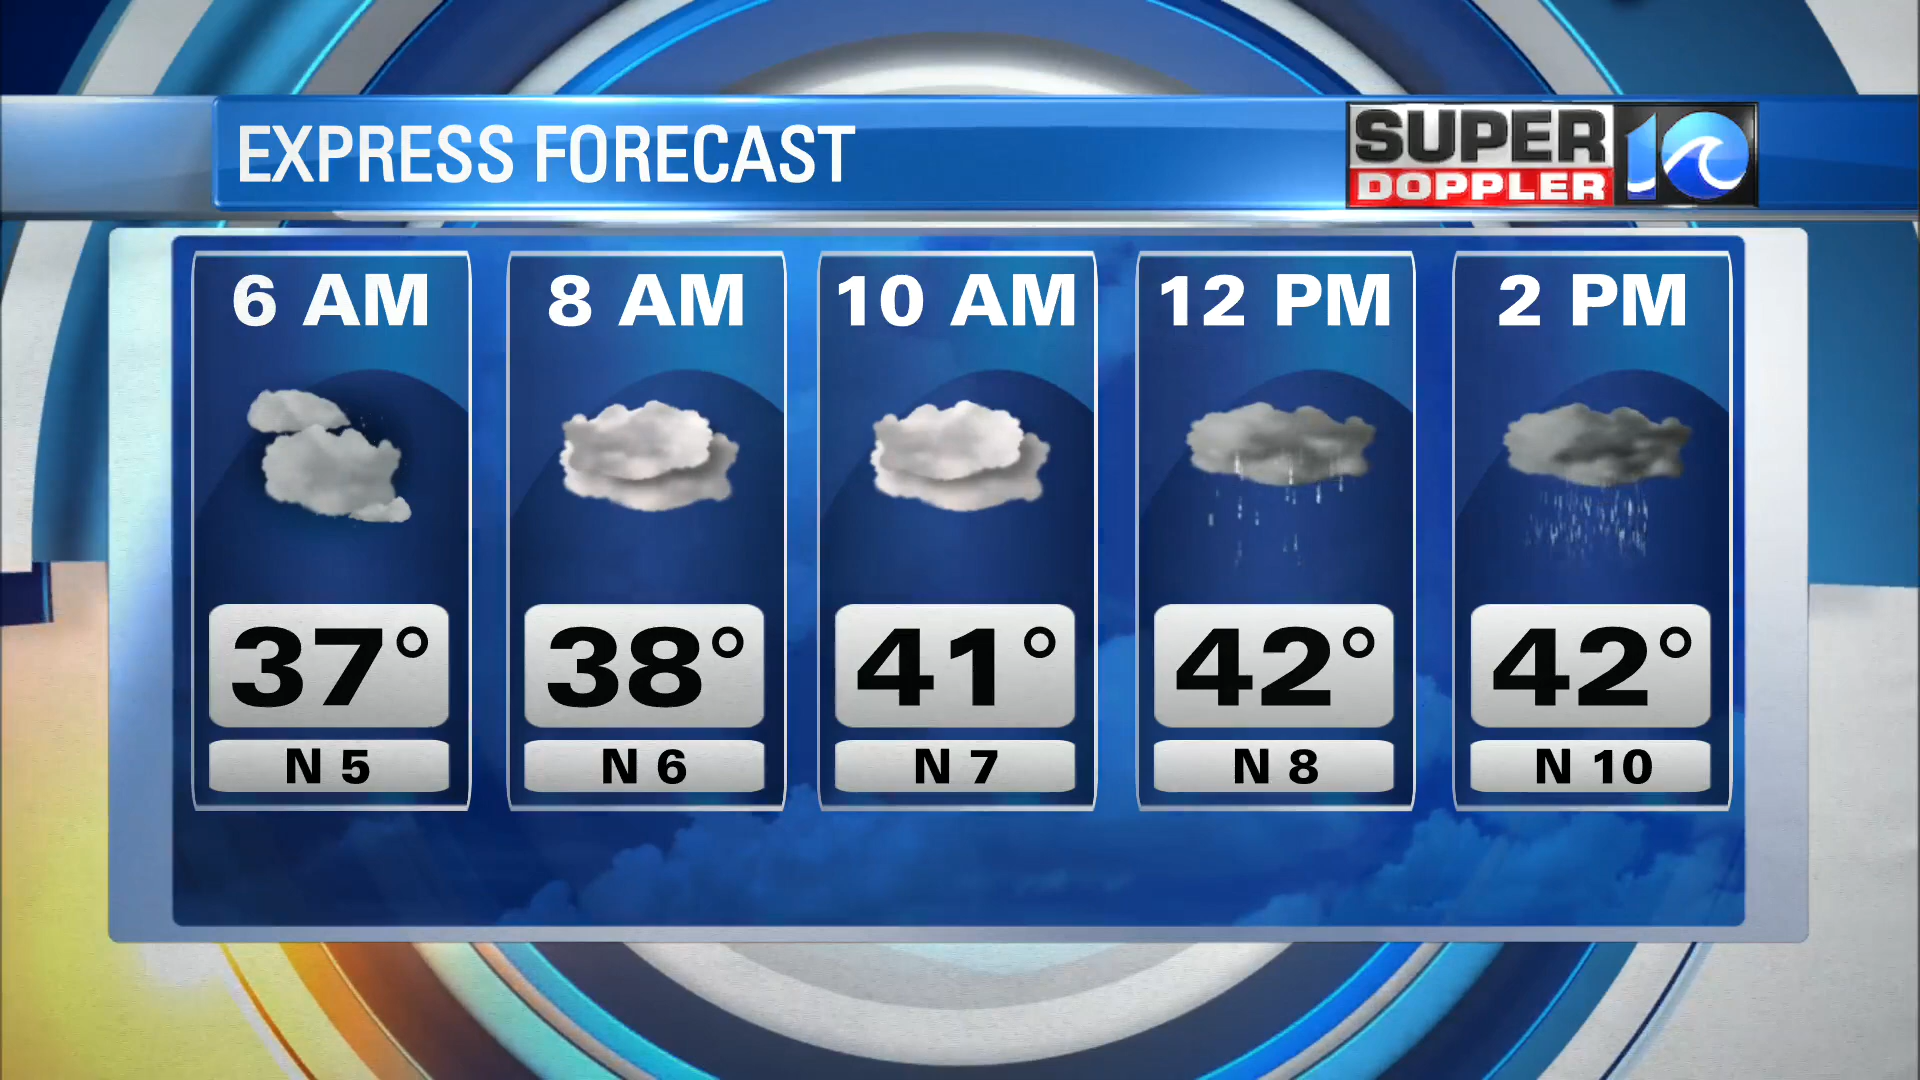 EXPRESS FORECAST
SUPER
DOPPLER
10
6 AM
8 AM
10 AM
12 PM
2 PM
37°
38°
41°
42°
42°
N 5
N 6
N 7
N 8
N 10